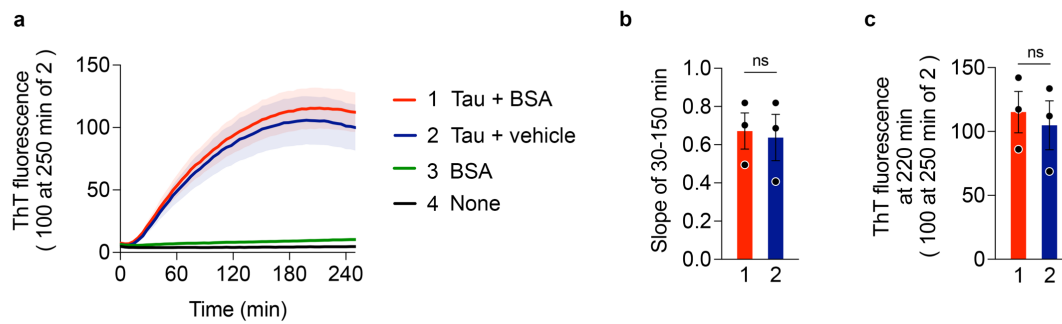 a
ThT fluorescence
( 100 at 250 min of 2 )
150
100
50
0
0 60 120 180 240
Time (min)
1 Tau + BSA
2 Tau + vehicle
3 BSA
4 None
b
Slope of 30-150 min
ns
1.0
0.8
0.6
0.4
0.2
0.0
1 2
c
ThT fluorescence
at 220 min
( 100 at 250 min of 2 )
ns
150
100
50
0
1 2